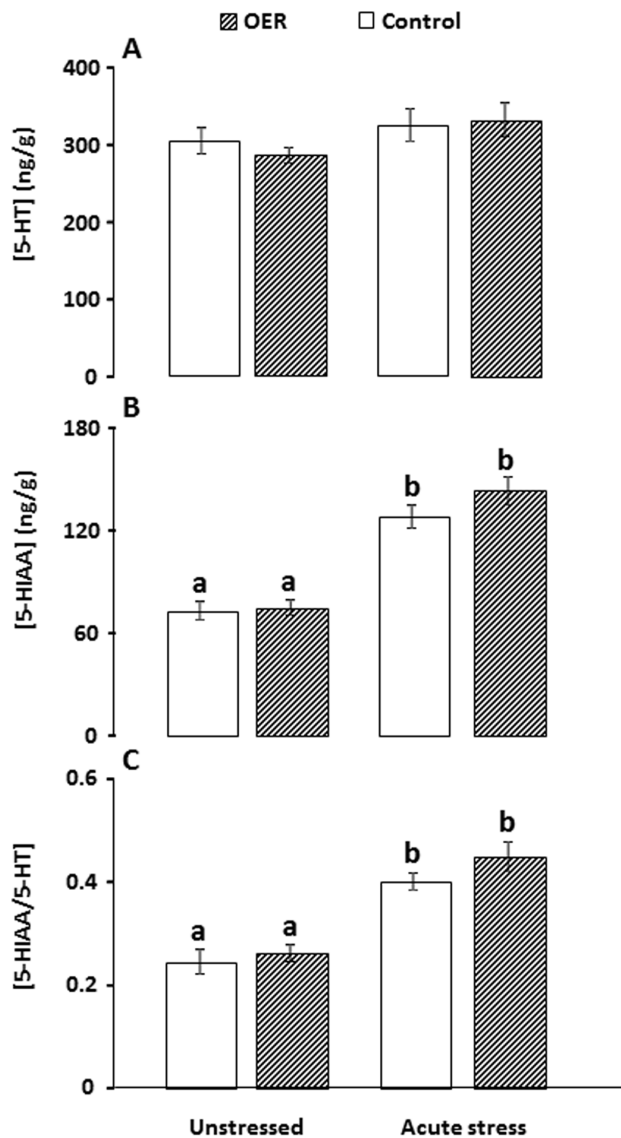 OER Control
A
400
300
200
100
0
[5-HT] (ng/g)
B
180
120
60
0
[5-HIAA] (ng/g)
a a b b
C
0.6
0.4
0.2
0
[5-HIAA/5-HT]
a a b b
Unstressed Acute stress